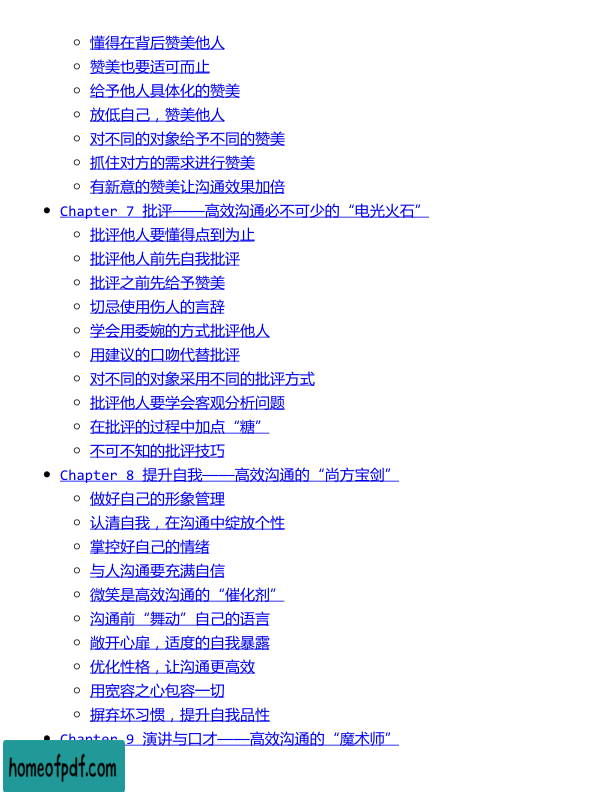 懂得在背后赞美他人
赞美也要适可而止
给予他人具体化的赞美
放低自己，赞美他人
对不同的对象给予不同的赞美
抓住对方的需求进行赞美
有新意的赞美让沟通效果加倍
Chapter 7 批评——高效沟通必不可少的“电光火石”
批评他人要懂得点到为止
批评他人前先自我批评
批评之前先给予赞美
切忌使用伤人的言辞
学会用委婉的方式批评他人
用建议的口吻代替批评
对不同的对象采用不同的批评方式
批评他人要学会客观分析问题
在批评的过程中加点“糖”
不可不知的批评技巧
Chapter 8 提升自我——高效沟通的“尚方宝剑”
做好自己的形象管理
认清自我，在沟通中绽放个性
掌控好自己的情绪
与人沟通要充满自信
微笑是高效沟通的“催化剂”
沟通前“舞动”自己的语言
敞开心扉，适度的自我暴露
优化性格，让沟通更高效
用宽容之心包容一切
摒弃坏习惯，提升自我品性
Chapter 9 演讲与口才——高效沟通的“魔术师”
homeofpdf.com